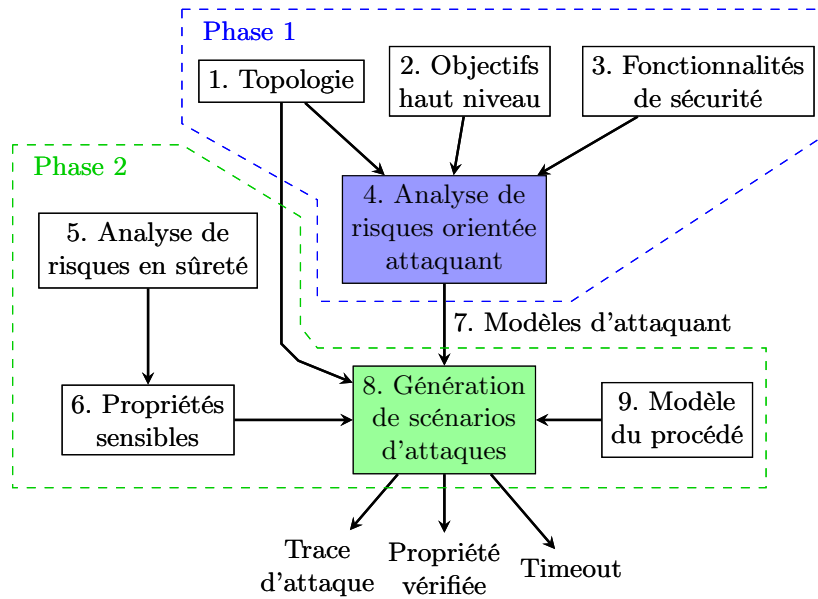 Phase 1
1. Topologie
2. Objectifs
haut niveau
3. Fonctionnalités
de sécurité
Phase 2
4. Analyse de
risques orientée
attaquant
5. Analyse de
risques en sûreté
7. Modèles d'attaquant
6. Propriétés
sensibles
8. Génération
de scénarios
d'attaques
9. Modèle
du procédé
Trace
d'attaque
Propriété
vérifiée
Timeout